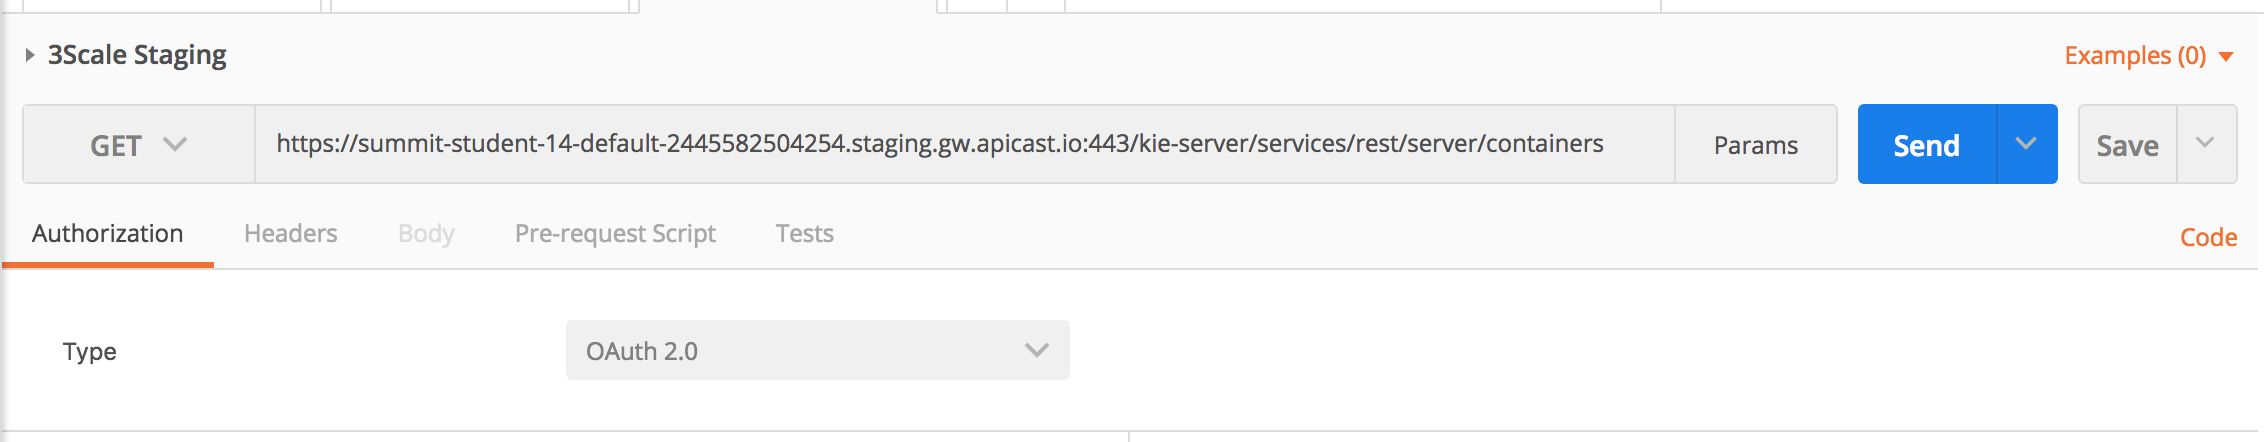 3Scale Staging
Examples (0)
GET
https://summit-student-14-default-2445582504254.staging.gw.apicast.io:443/kie-server/services/rest/server/containers
Params
Send
Save
Authorization
Headers
Body
Pre-request Script
Tests
Code
Type
OAuth 2.0